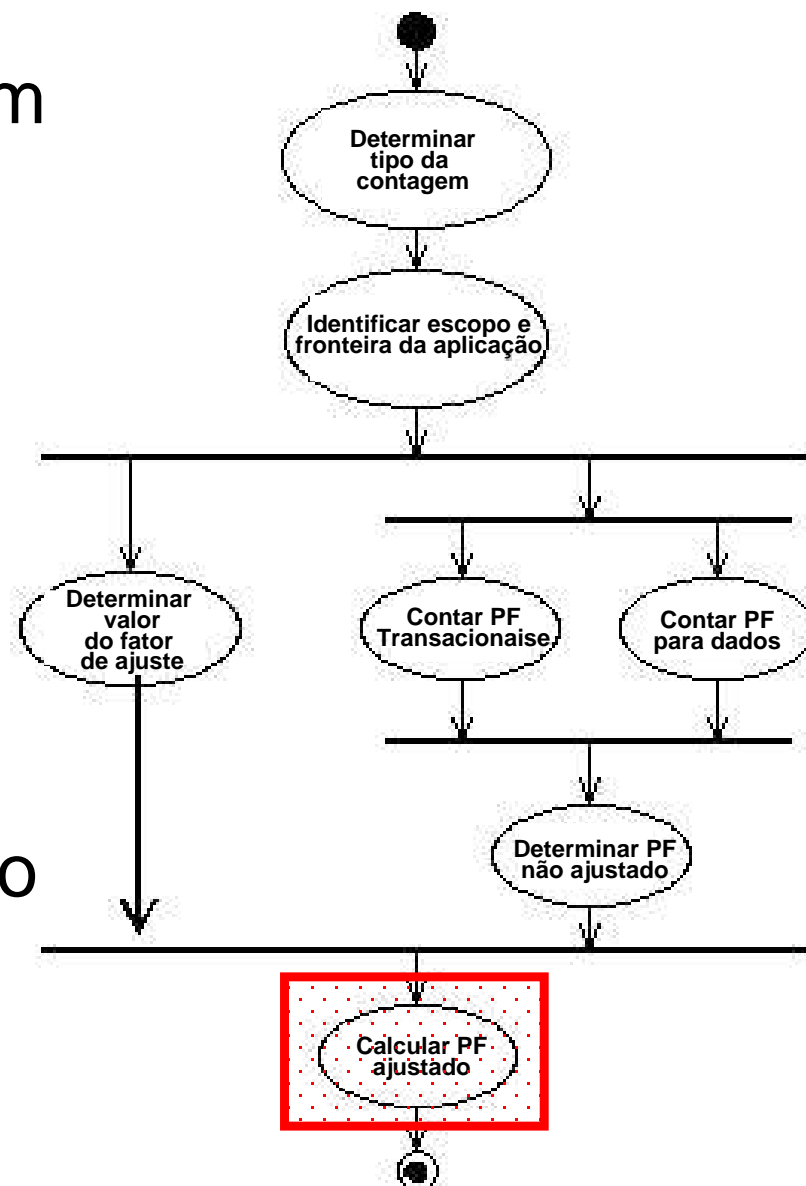 m
Determinar
tipo da
contagem
Identificar escopo e
fronteira da aplicação
Determinar
valor
do fator
de ajuste
Contar PF
Transacionaise
Contar PF
para dados
Determinar PF
não ajustado
o
Calcular PF
ajustado